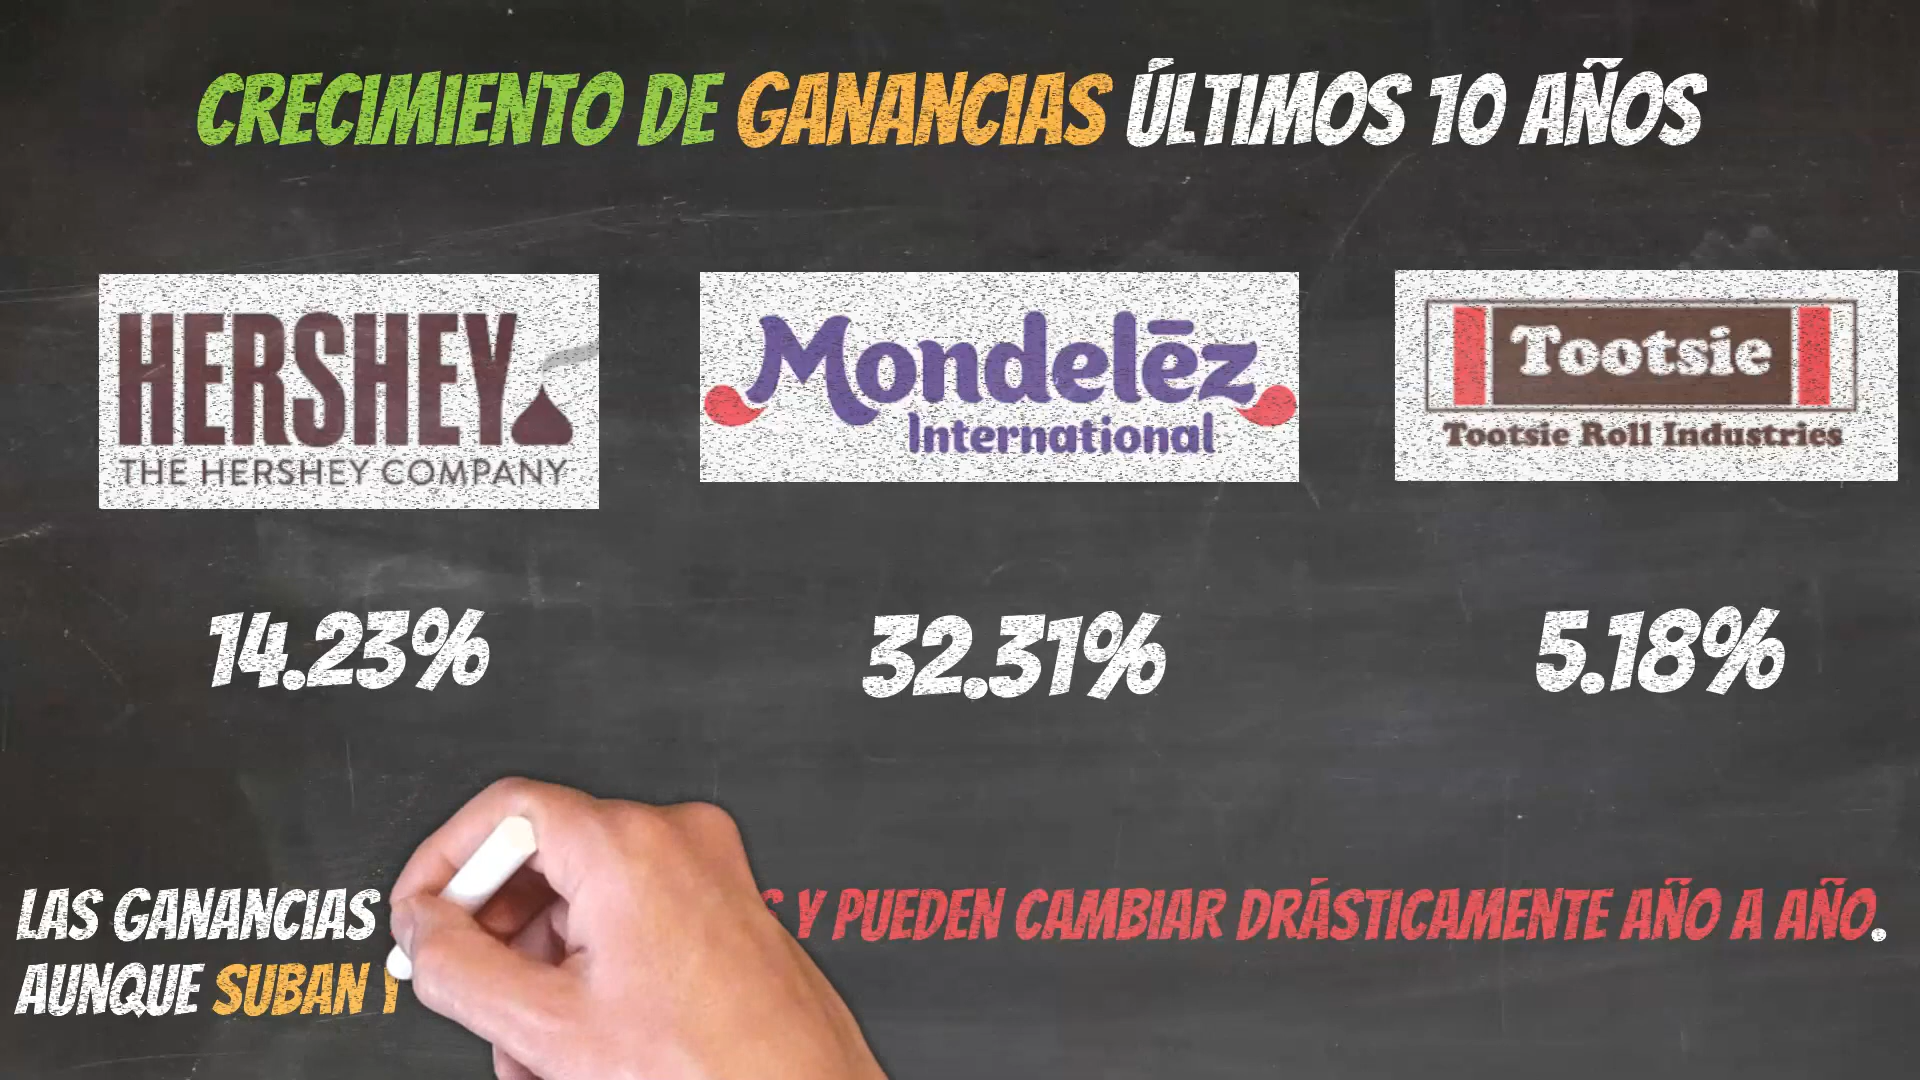 CRECIMIENTO DE GANANCIAS ÚLTIMOS 10 AÑOS
HERSHEY
THE HERSHEY COMPANY
Mondelēz
International
Tootsie
Tootsie Roll Industries
14.23%
32.31%
5.18%
LAS GANANCIAS Y PUEDEN CAMBIAR DRÁSTICAMENTE AÑO A AÑO.
AUNQUE SUBAN Y